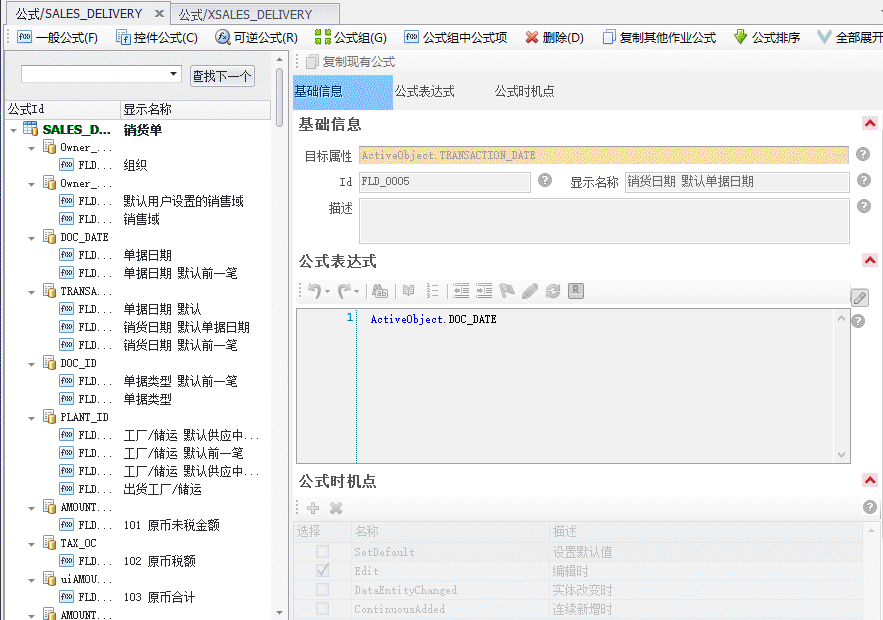 公式/SALES_DELIVERY
公式/XSALES_DELIVERY
一般公式(F) 控件公式(C) 可逆公式(R) 公式组(G) 公式组中公式项 删除(D) 复制其他作业公式 公式排序 全部展开
查找下一个
公式Id 显示名称
SALES_D... 销货单
Owner_...
FLD... 组织
Owner_...
FLD... 默认用户设置的销售域
FLD... 销售域
DOC_DATE
FLD... 单据日期
FLD... 单据日期 默认前一笔
TRANSA...
FLD... 单据日期 默认
FLD... 销货日期 默认单据日期
FLD... 销货日期 默认前一笔
DOC_ID
FLD... 单据类型 默认前一笔
FLD... 单据类型
PLANT_ID
FLD... 工厂/储运 默认供应中...
FLD... 工厂/储运 默认前一笔
FLD... 工厂/储运 默认供应中...
FLD... 出货工厂/储运
AMOUNT...
FLD... 101 原币未税金额
TAX_OC
FLD... 102 原币税额
uiAMOU...
FLD... 103 原币合计
AMOUNT...
复制现有公式
基础信息 公式表达式 公式时机点
基础信息
目标属性 ActiveObject.TRANSACTION_DATE
Id FLD_0005 显示名称 销货日期 默认单据日期
描述
公式表达式
1 ActiveObject.DOC_DATE
公式时机点
选择 名称 描述
SetDefault 设置默认值
Edit 编辑时
DataEntityChanged 实体改变时
ContinuousAdded 连续新增时